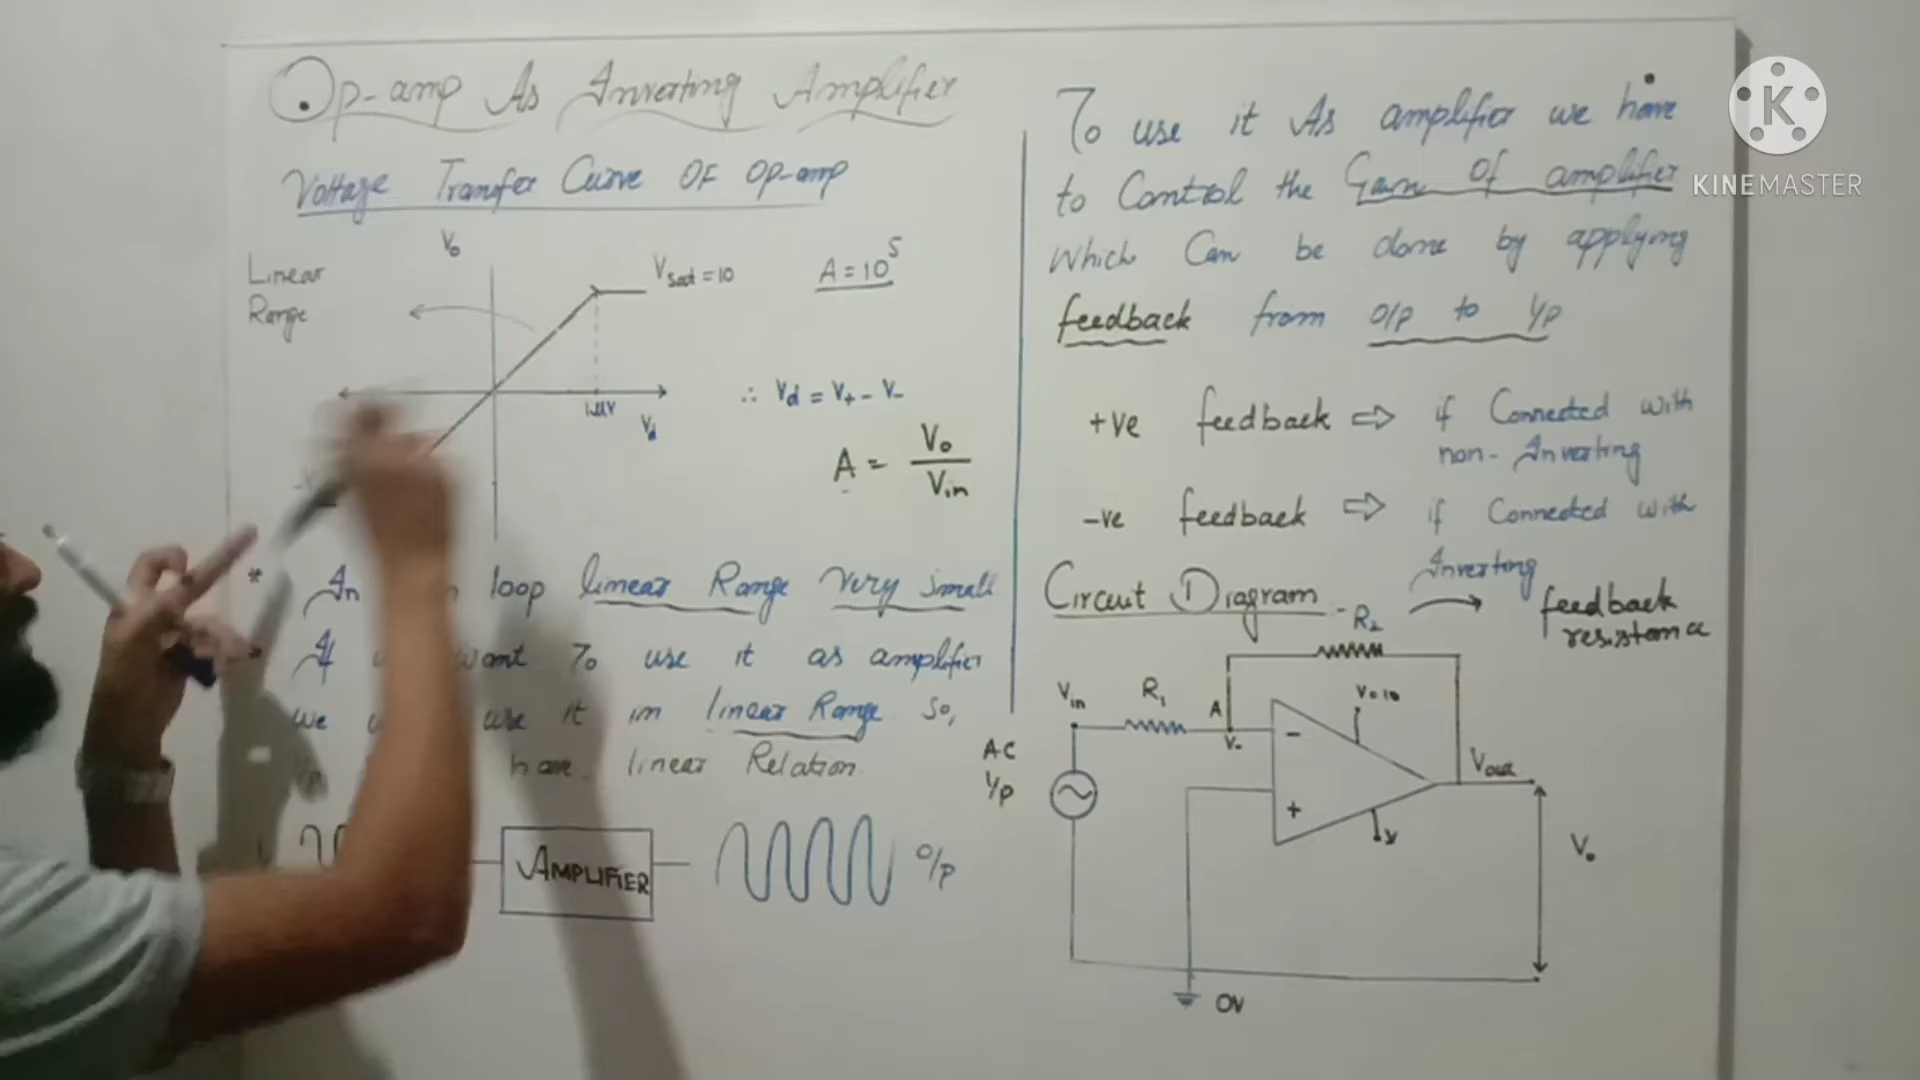 Op-amp As Inverting Amplifier
Voltage Transfer Curve OF Op-amp
Vo
Linear
Range
Vsat = 10
A = 10^5
Vd
∴ Vd = V+ - V-
A = Vo / Vin
* In loop linear Range very small
* If want To use it as amplifier
we use it in linear Range so,
have linear Relation.
AMPLIFIER
O/p
To use it As amplifier we have
to Control the Gain Of amplifier
which Can be done by applying
feedback from O/p to I/p
+ve feedback ⇒ if Connected with
non-Inverting
-ve feedback ⇒ if Connected with
Inverting
Circuit Diagram :-
R2
feedback
resistance
Vin
R1
A
V-
-
+
Vout
AC
I/p
Vo
0V
KINEMASTER